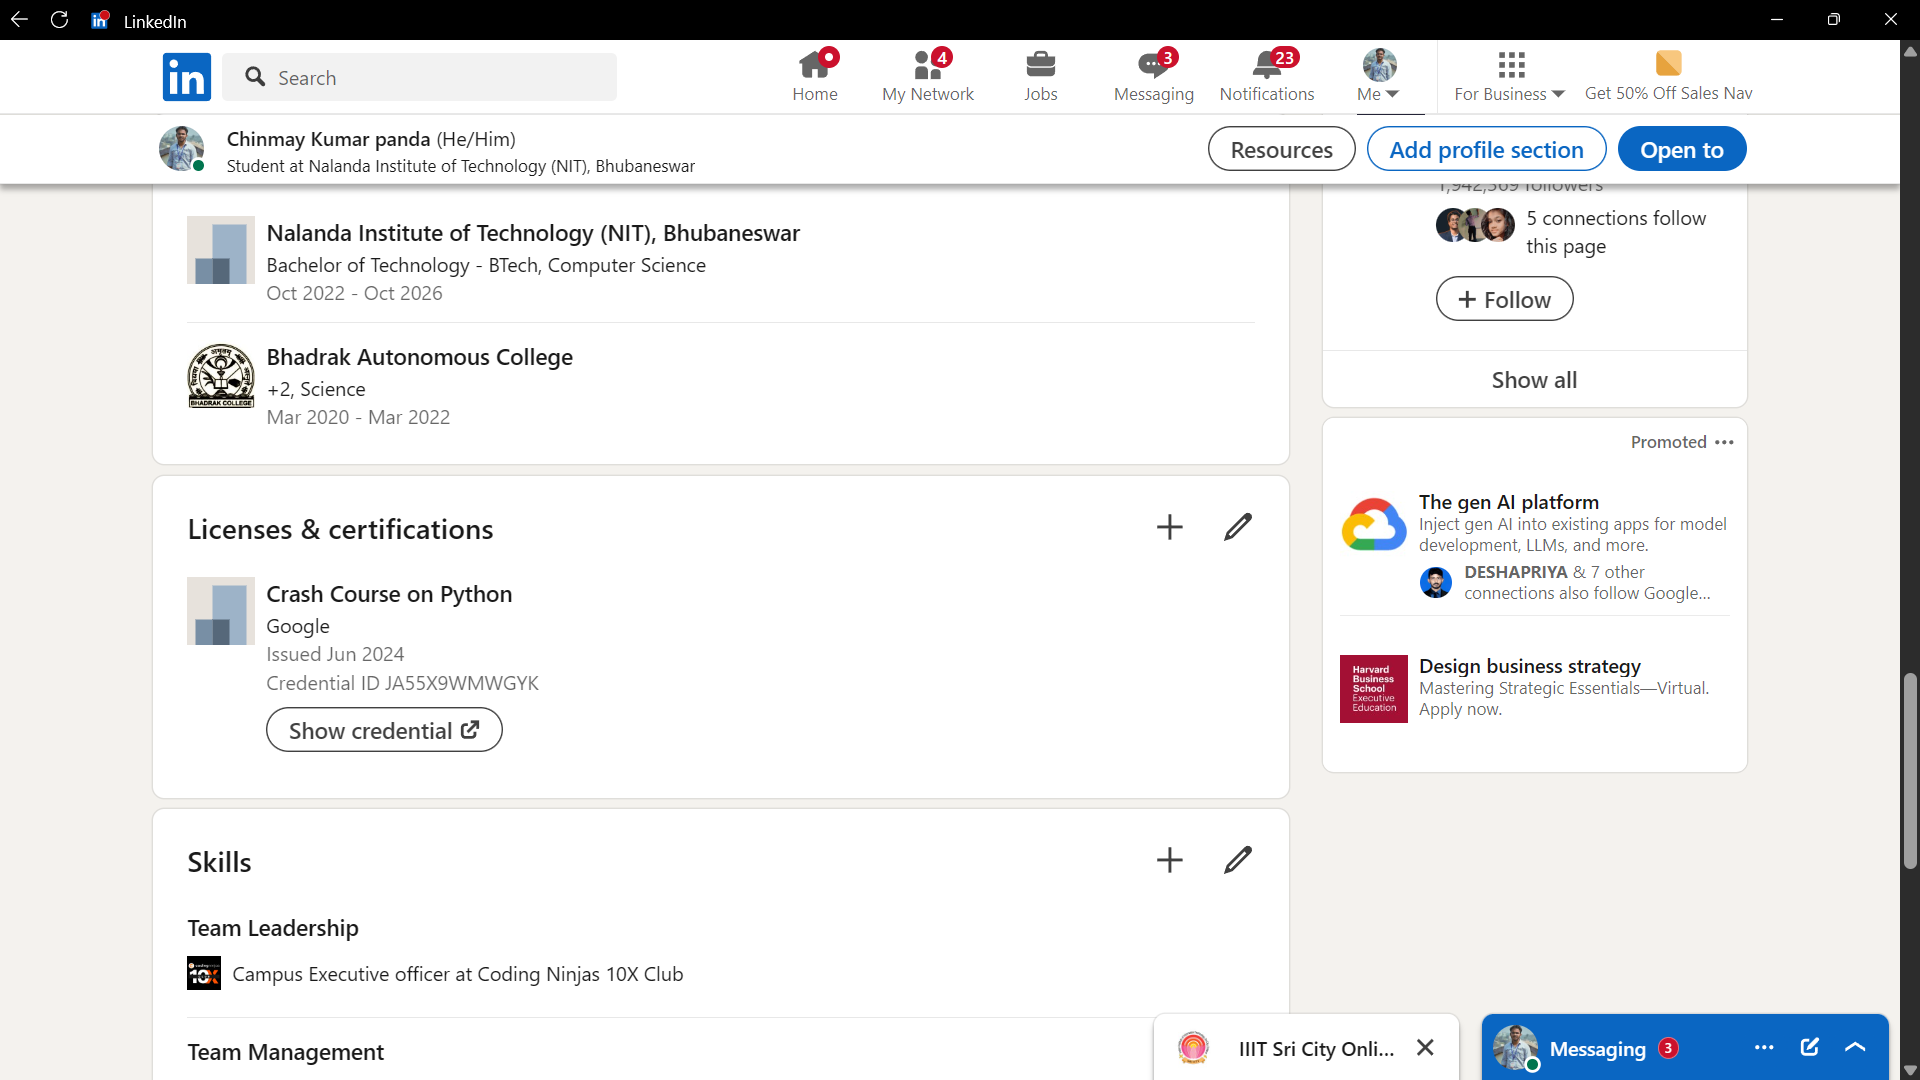 LinkedIn
Search
Home
4
My Network
Jobs
3
Messaging
23
Notifications
Me
For Business
Get 50% Off Sales Nav
Chinmay Kumar panda (He/Him)
Student at Nalanda Institute of Technology (NIT), Bhubaneswar
Resources
Add profile section
Open to
Nalanda Institute of Technology (NIT), Bhubaneswar
Bachelor of Technology - BTech, Computer Science
Oct 2022 - Oct 2026
Bhadrak Autonomous College
+2, Science
Mar 2020 - Mar 2022
BHADRAK COLLEGE
Licenses & certifications
Crash Course on Python
Google
Issued Jun 2024
Credential ID JA55X9WMWGYK
Show credential
Skills
Team Leadership
Campus Executive officer at Coding Ninjas 10X Club
Team Management
1,942,569 followers
5 connections follow
this page
+ Follow
Show all
Promoted
The gen AI platform
Inject gen AI into existing apps for model
development, LLMs, and more.
DESHAPRIYA & 7 other
connections also follow Google...
Harvard
Business
School
Executive
Education
Design business strategy
Mastering Strategic Essentials—Virtual.
Apply now.
IIIT Sri City Onli...
Messaging 3